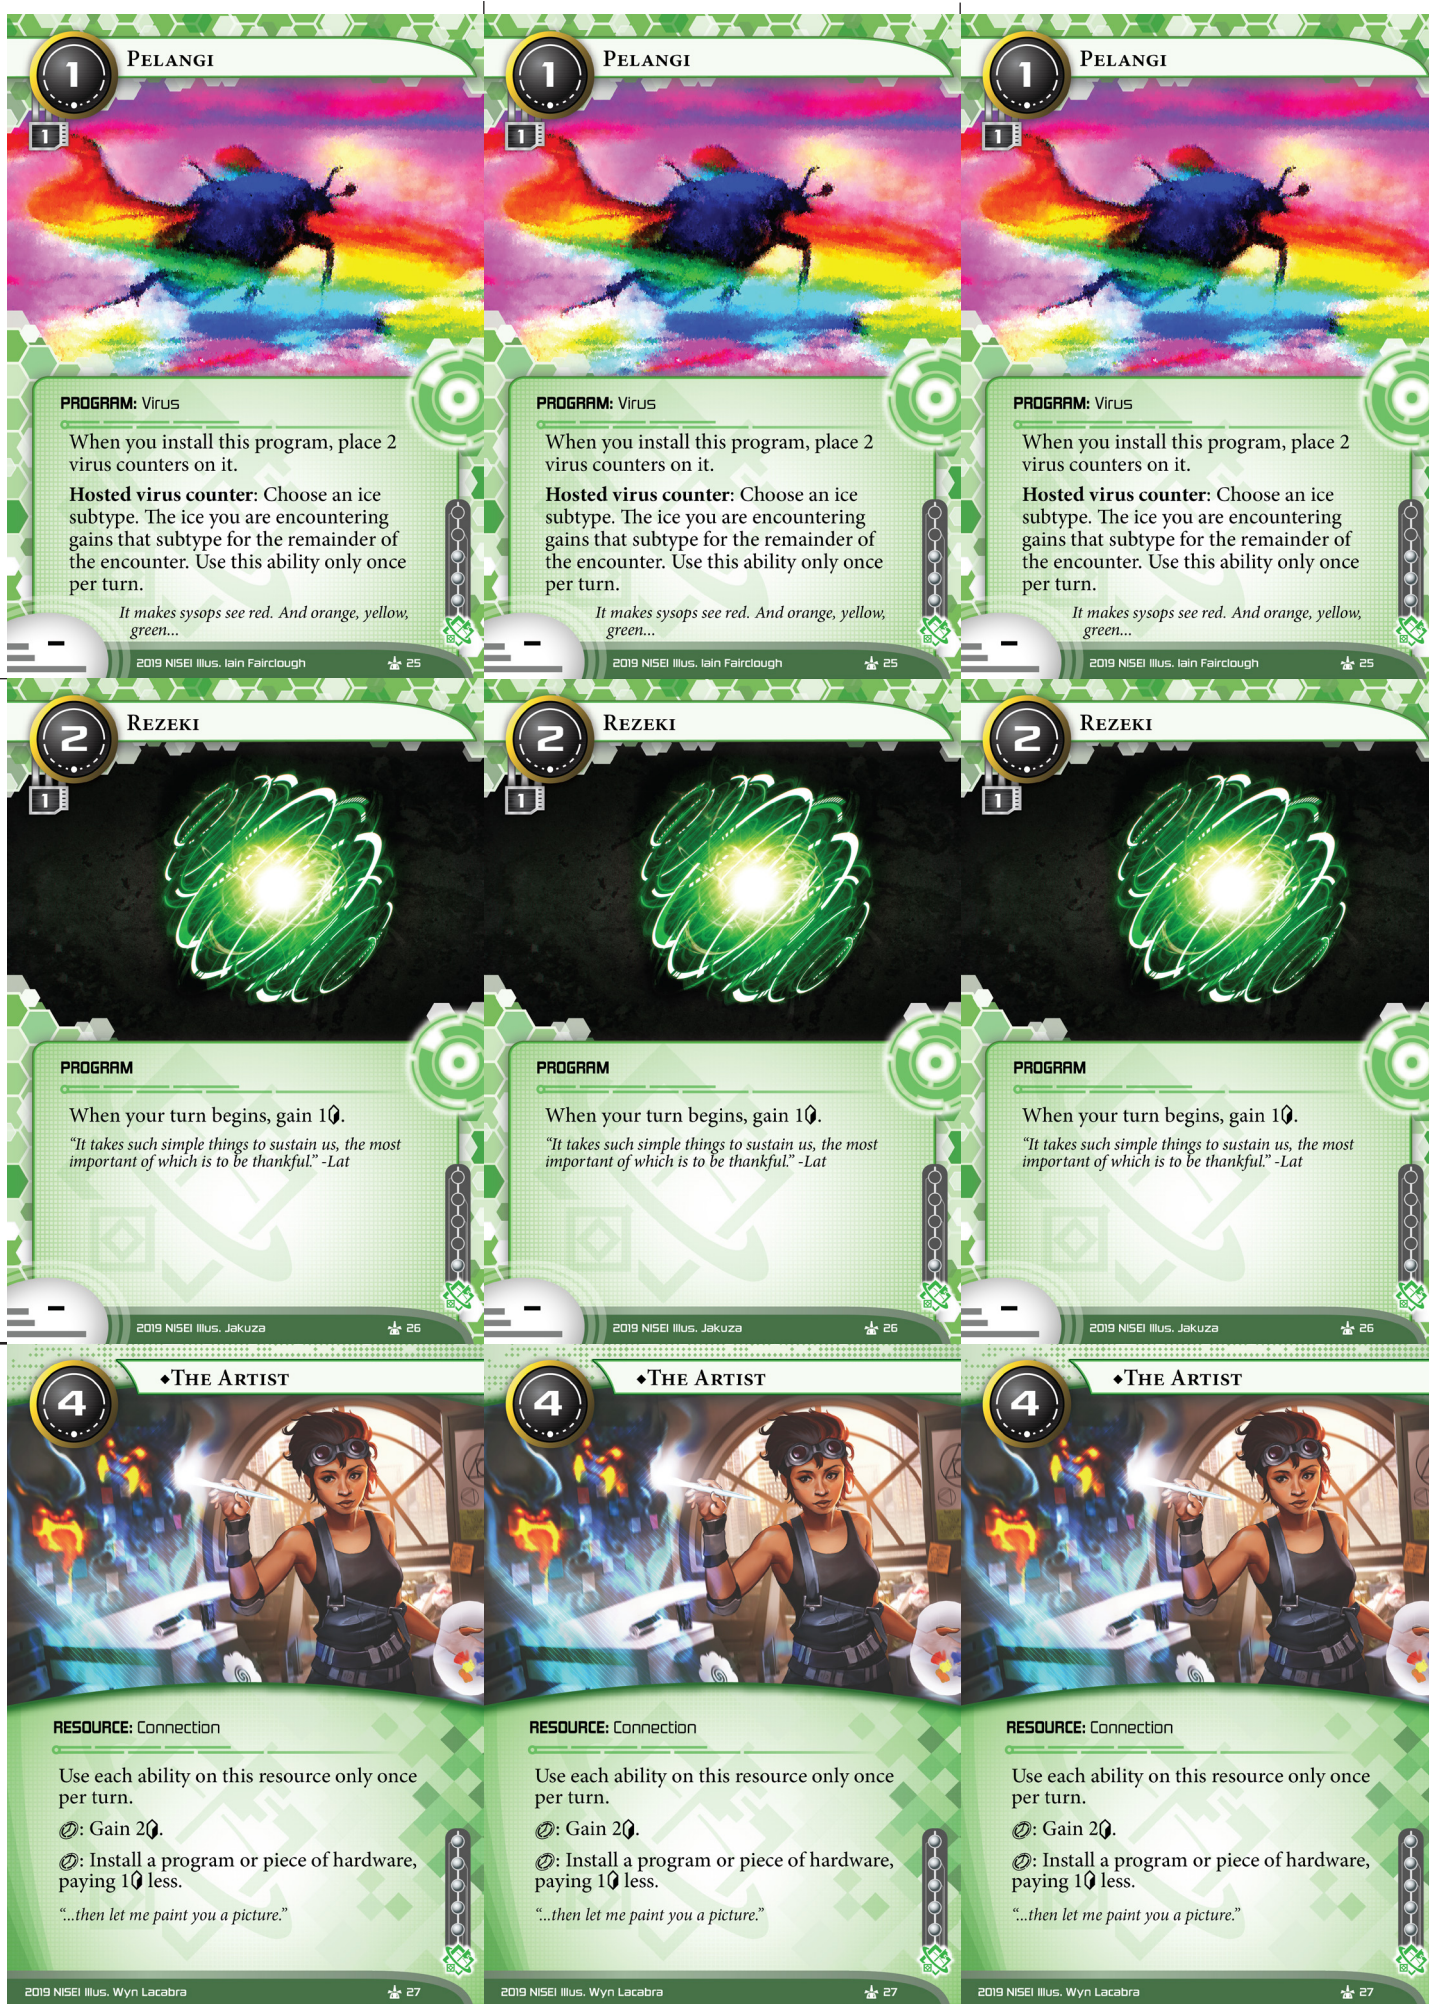 1 PELANGI
1
PROGRAM: Virus
When you install this program, place 2
virus counters on it.
Hosted virus counter: Choose an ice
subtype. The ice you are encountering
gains that subtype for the remainder of
the encounter. Use this ability only once
per turn.
It makes sysops see red. And orange, yellow,
green...
–
2019 NISEI Illus. Iain Fairclough 25
1 PELANGI
1
PROGRAM: Virus
When you install this program, place 2
virus counters on it.
Hosted virus counter: Choose an ice
subtype. The ice you are encountering
gains that subtype for the remainder of
the encounter. Use this ability only once
per turn.
It makes sysops see red. And orange, yellow,
green...
–
2019 NISEI Illus. Iain Fairclough 25
1 PELANGI
1
PROGRAM: Virus
When you install this program, place 2
virus counters on it.
Hosted virus counter: Choose an ice
subtype. The ice you are encountering
gains that subtype for the remainder of
the encounter. Use this ability only once
per turn.
It makes sysops see red. And orange, yellow,
green...
–
2019 NISEI Illus. Iain Fairclough 25
2 REZEKI
1
PROGRAM
When your turn begins, gain 1.
“It takes such simple things to sustain us, the most
important of which is to be thankful.” -Lat
–
2019 NISEI Illus. Jakuza 26
2 REZEKI
1
PROGRAM
When your turn begins, gain 1.
“It takes such simple things to sustain us, the most
important of which is to be thankful.” -Lat
–
2019 NISEI Illus. Jakuza 26
2 REZEKI
1
PROGRAM
When your turn begins, gain 1.
“It takes such simple things to sustain us, the most
important of which is to be thankful.” -Lat
–
2019 NISEI Illus. Jakuza 26
4 ◆THE ARTIST
RESOURCE: Connection
Use each ability on this resource only once
per turn.
: Gain 2.
: Install a program or piece of hardware,
paying 1 less.
“...then let me paint you a picture.”
2019 NISEI Illus. Wyn Lacabra 27
4 ◆THE ARTIST
RESOURCE: Connection
Use each ability on this resource only once
per turn.
: Gain 2.
: Install a program or piece of hardware,
paying 1 less.
“...then let me paint you a picture.”
2019 NISEI Illus. Wyn Lacabra 27
4 ◆THE ARTIST
RESOURCE: Connection
Use each ability on this resource only once
per turn.
: Gain 2.
: Install a program or piece of hardware,
paying 1 less.
“...then let me paint you a picture.”
2019 NISEI Illus. Wyn Lacabra 27